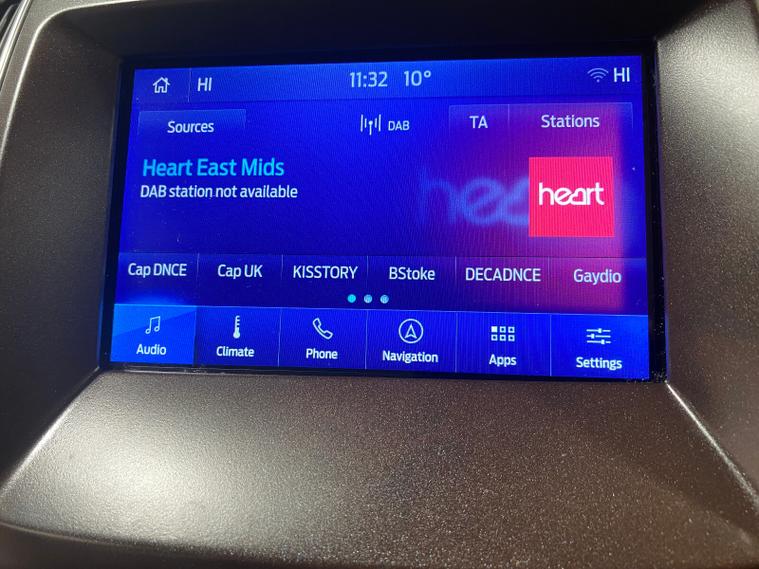 HI 11:32 10° HI
Sources DAB TA Stations
Heart East Mids
DAB station not available
heart
heart
Cap DNCE Cap UK KISSTORY BStoke DECADNCE Gaydio
Audio Climate Phone Navigation Apps Settings